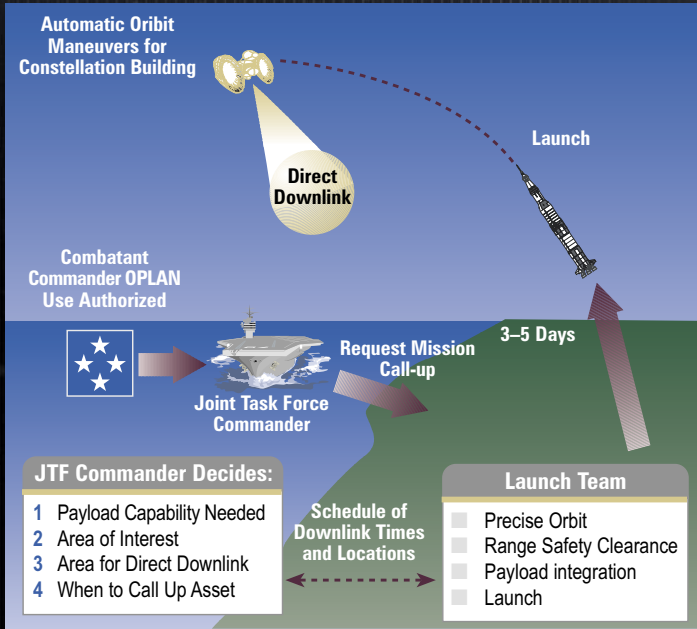 Automatic Oribit
Maneuvers for
Constellation Building
Launch
Direct
Downlink
Combatant
Commander OPLAN
Use Authorized
3–5 Days
Request Mission
Call-up
Joint Task Force
Commander
JTF Commander Decides:
1 Payload Capability Needed
2 Area of Interest
3 Area for Direct Downlink
4 When to Call Up Asset
Schedule of
Downlink Times
and Locations
Launch Team
Precise Orbit
Range Safety Clearance
Payload integration
Launch